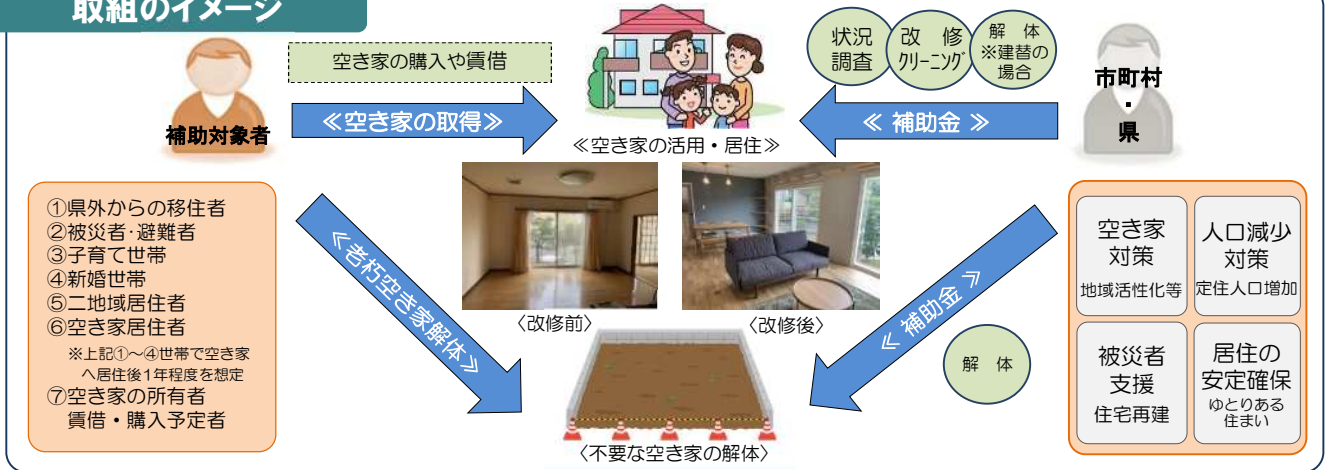 取組のイメージ
補助対象者
空き家の購入や賃借
≪空き家の取得≫
≪空き家の活用・居住≫
状況
調査
改 修
クリーニング
解 体
※建替の
場合
≪ 補助金 ≫
市町村
・
県
①県外からの移住者
②被災者・避難者
③子育て世帯
④新婚世帯
⑤二地域居住者
⑥空き家居住者
※上記①~④世帯で空き家
へ居住後1年程度を想定
⑦空き家の所有者
賃借・購入予定者
≪老朽空き家解体≫
〈改修前〉
〈改修後〉
≪ 補助金 ≫
解 体
〈不要な空き家の解体〉
空き家
対策
地域活性化等
人口減少
対策
定住人口増加
被災者
支援
住宅再建
居住の
安定確保
ゆとりある
住まい